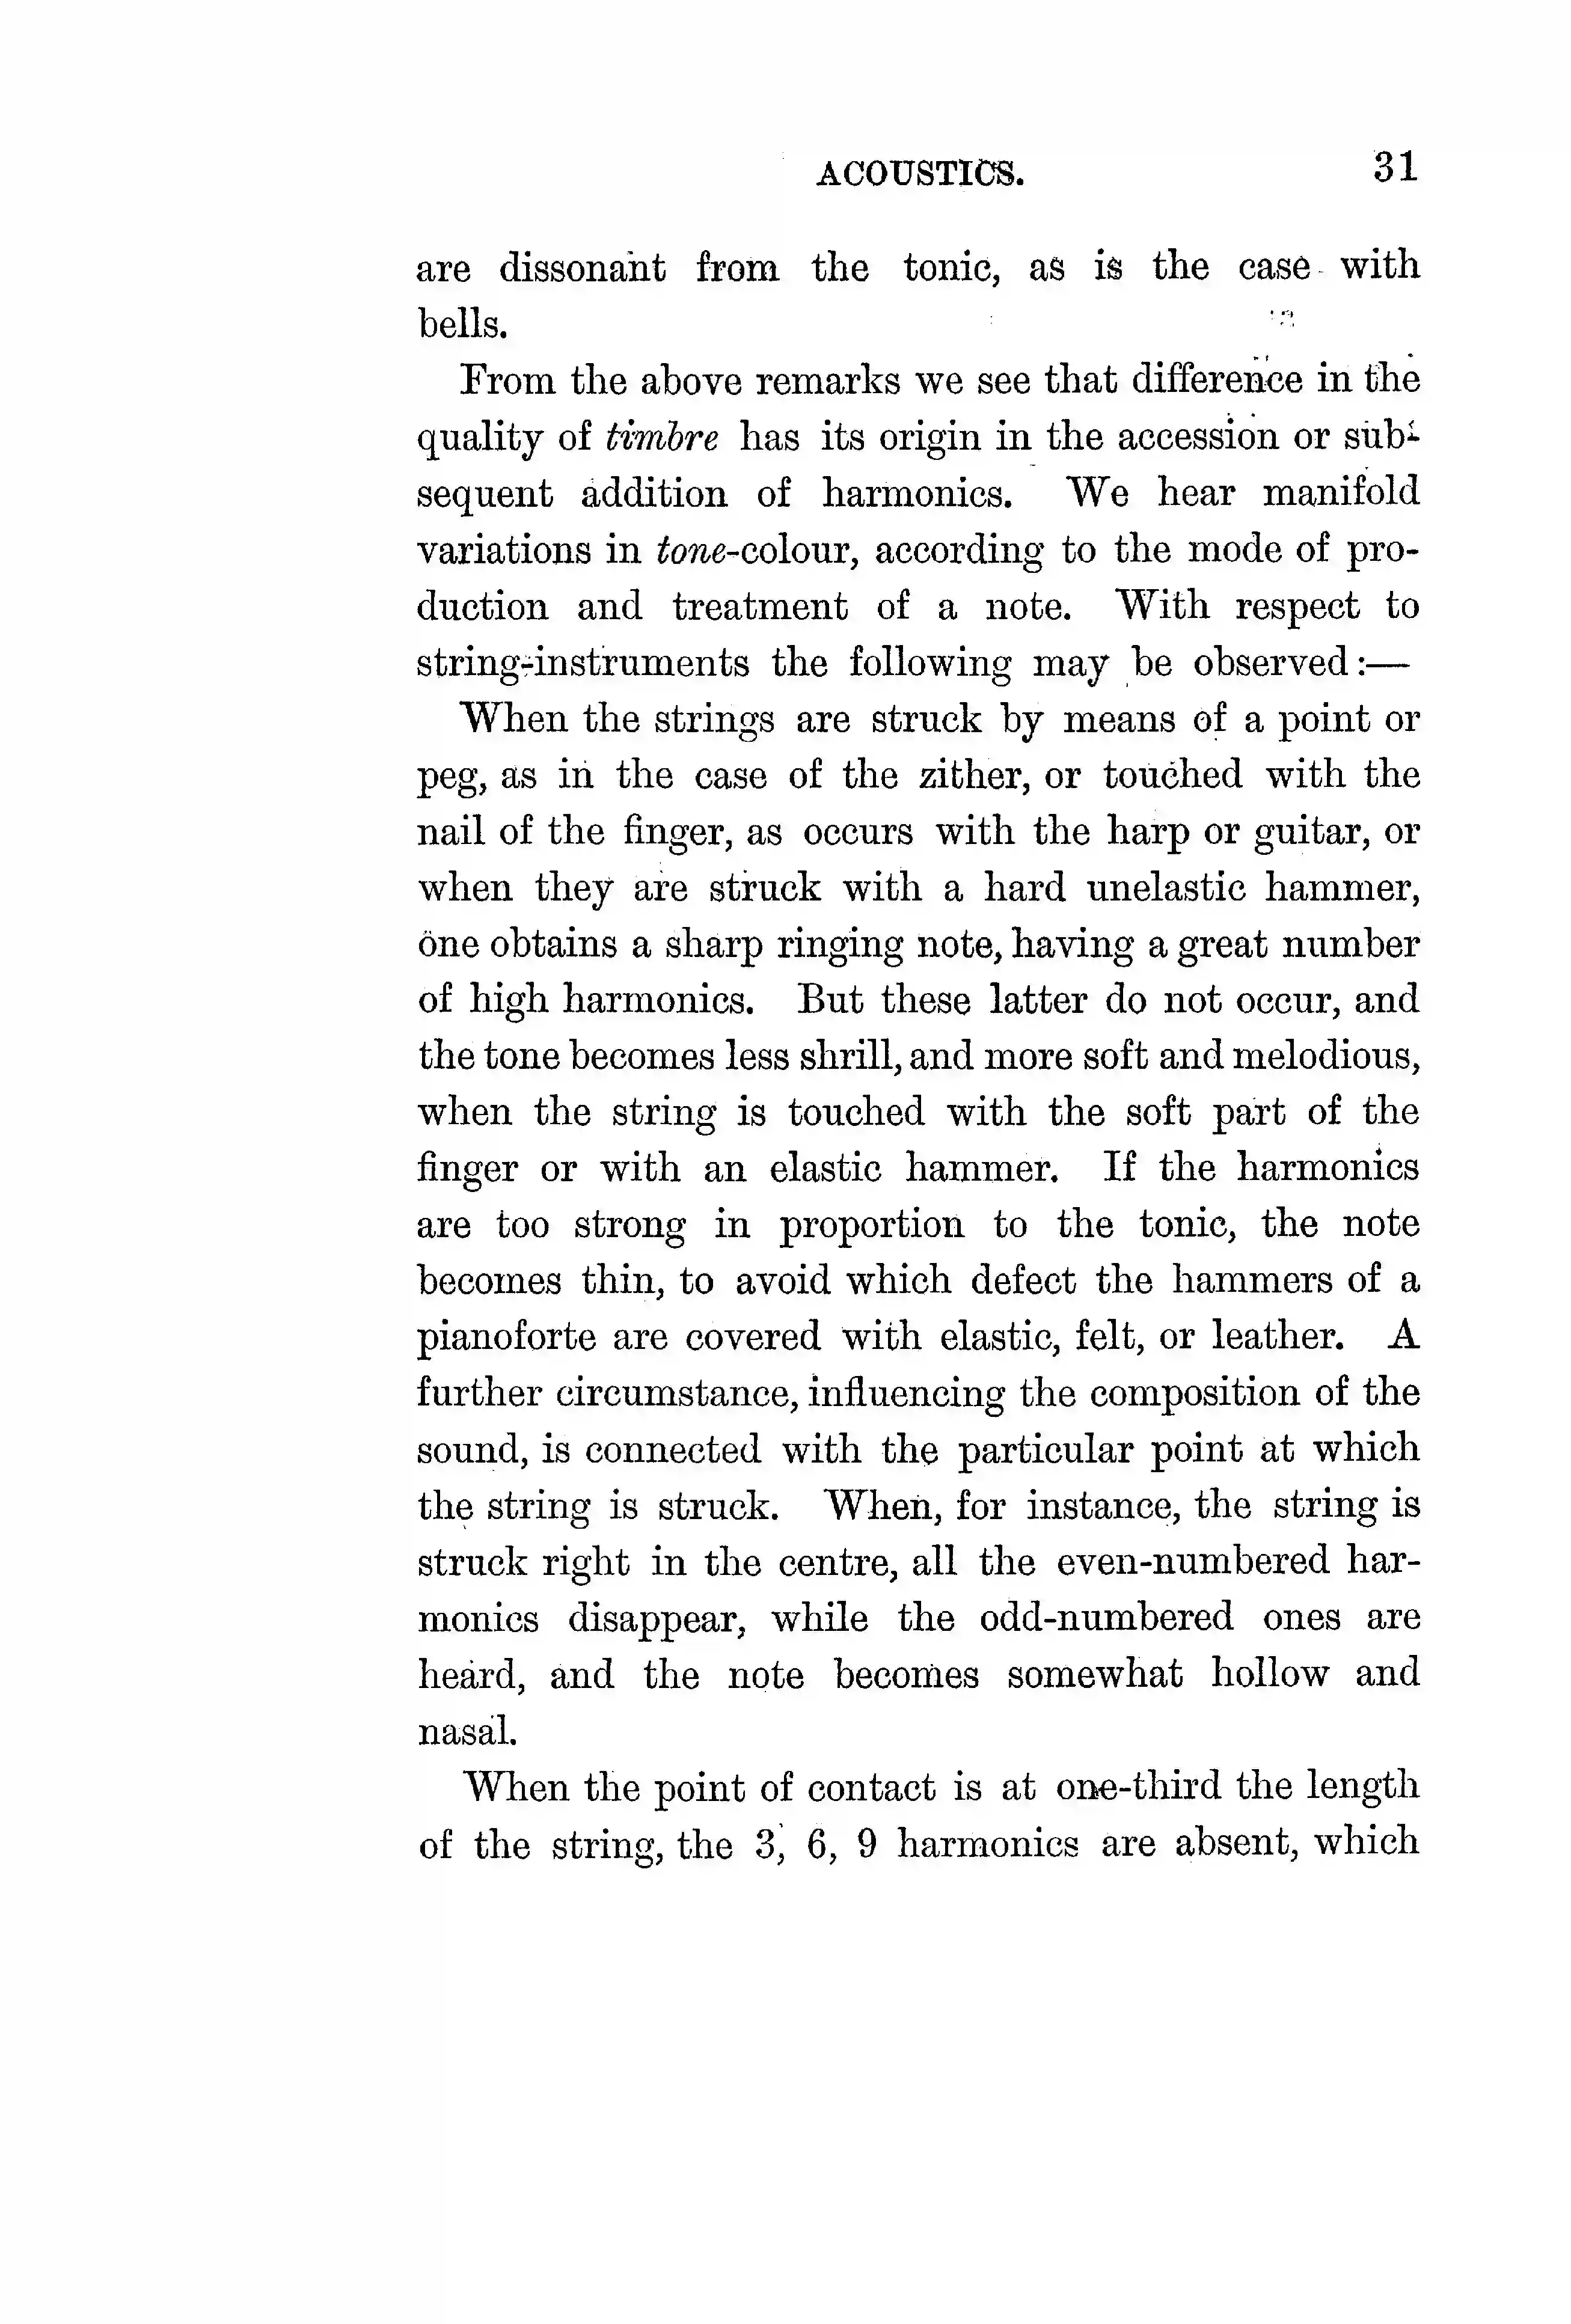 ACOUSTICS. 31
are dissonant from the tonic, as is the case with
bells.
From the above remarks we see that difference in the
quality of timbre has its origin in the accession or sub-
sequent addition of harmonics. We hear manifold
variations in tone-colour, according to the mode of pro-
duction and treatment of a note. With respect to
string-instruments the following may be observed:—
When the strings are struck by means of a point or
peg, as in the case of the zither, or touched with the
nail of the finger, as occurs with the harp or guitar, or
when they are struck with a hard unelastic hammer,
one obtains a sharp ringing note, having a great number
of high harmonics. But these latter do not occur, and
the tone becomes less shrill, and more soft and melodious,
when the string is touched with the soft part of the
finger or with an elastic hammer. If the harmonics
are too strong in proportion to the tonic, the note
becomes thin, to avoid which defect the hammers of a
pianoforte are covered with elastic, felt, or leather. A
further circumstance, influencing the composition of the
sound, is connected with the particular point at which
the string is struck. When, for instance, the string is
struck right in the centre, all the even-numbered har-
monics disappear, while the odd-numbered ones are
heard, and the note becomes somewhat hollow and
nasal.
When the point of contact is at one-third the length
of the string, the 3, 6, 9 harmonics are absent, which